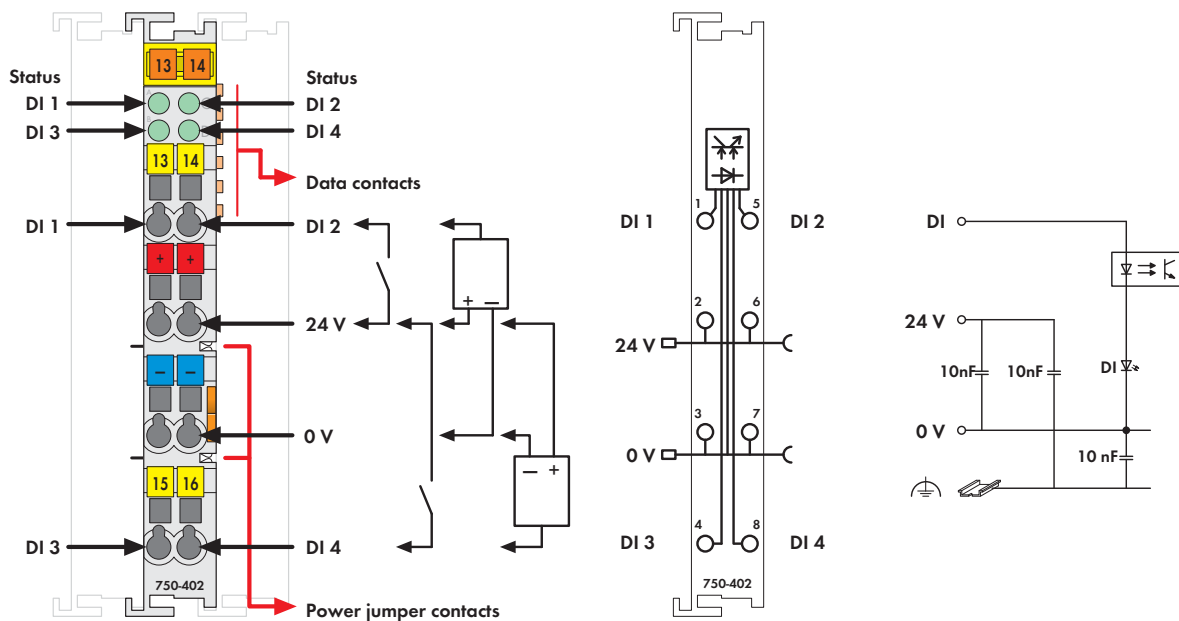 13 14
Status
Status
DI 1
DI 2
DI 3
DI 4
13 14
Data contacts
DI 1
DI 2
+ +
24 V
+ −
− −
0 V
− +
15 16
DI 3
DI 4
750-402
Power jumper contacts
1 5
DI 1
DI 2
2 6
24 V
3 7
0 V
4 8
DI 3
DI 4
750-402
DI
24 V
10nF
10nF
DI
0 V
10 nF